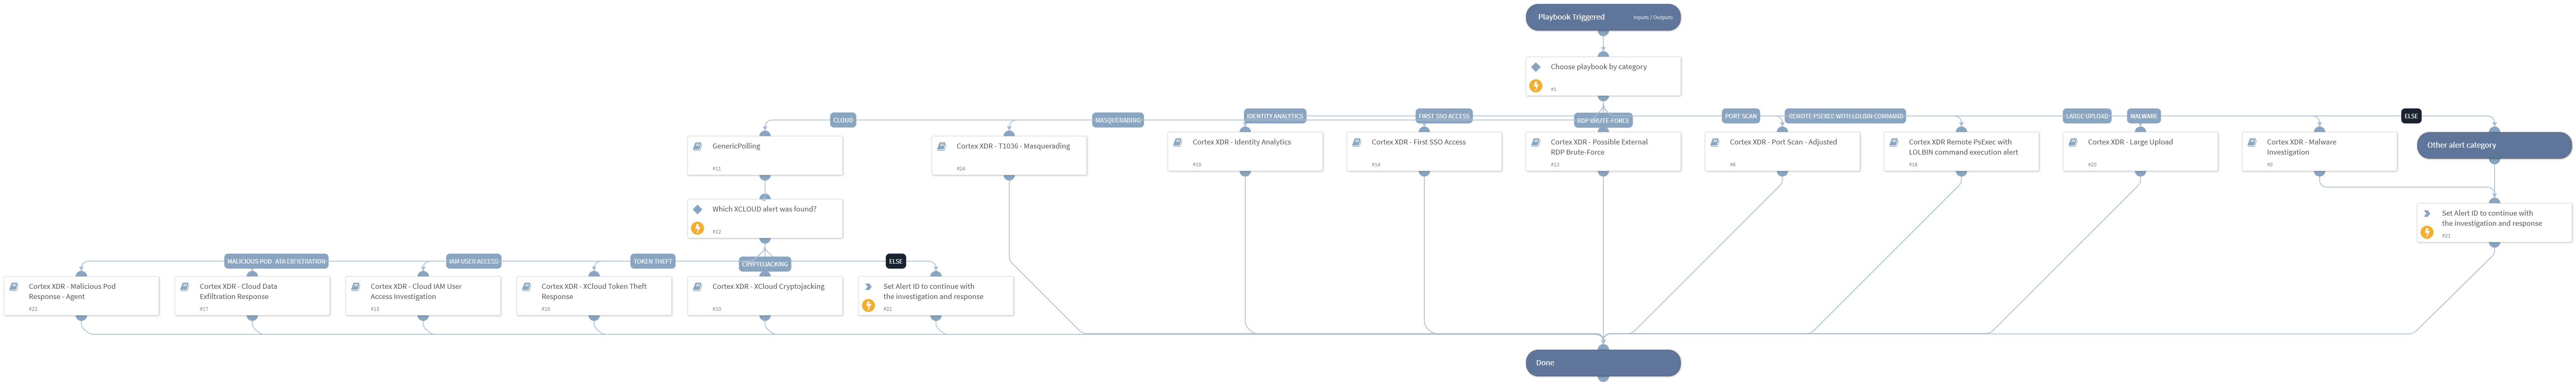 Playbook Triggered
Inputs / Outputs
Choose playbook by category
#1
CLOUD
MASQUERADING
IDENTITY ANALYTICS
FIRST SSO ACCESS
RDP BRUTE-FORCE
PORT SCAN
REMOTE PSEXEC WITH LOLBIN COMMAND
LARGE UPLOAD
MALWARE
ELSE
GenericPolling
#11
Cortex XDR - T1036 - Masquerading
#24
Cortex XDR - Identity Analytics
#19
Cortex XDR - First SSO Access
#14
Cortex XDR - Possible External
RDP Brute-Force
#13
Cortex XDR - Port Scan - Adjusted
#8
Cortex XDR Remote PsExec with
LOLBIN command execution alert
#18
Cortex XDR - Large Upload
#20
Cortex XDR - Malware
Investigation
#9
Other alert category
Which XCLOUD alert was found?
#12
Set Alert ID to continue with
the investigation and response
#21
MALICIOUS POD
ATA EXFILTRATION
IAM USER ACCESS
TOKEN THEFT
CRYPTOJACKING
ELSE
Cortex XDR - Malicious Pod
Response - Agent
#23
Cortex XDR - Cloud Data
Exfiltration Response
#17
Cortex XDR - Cloud IAM User
Access Investigation
#15
Cortex XDR - XCloud Token Theft
Response
#16
Cortex XDR - XCloud Cryptojacking
#10
Set Alert ID to continue with
the investigation and response
#22
Done